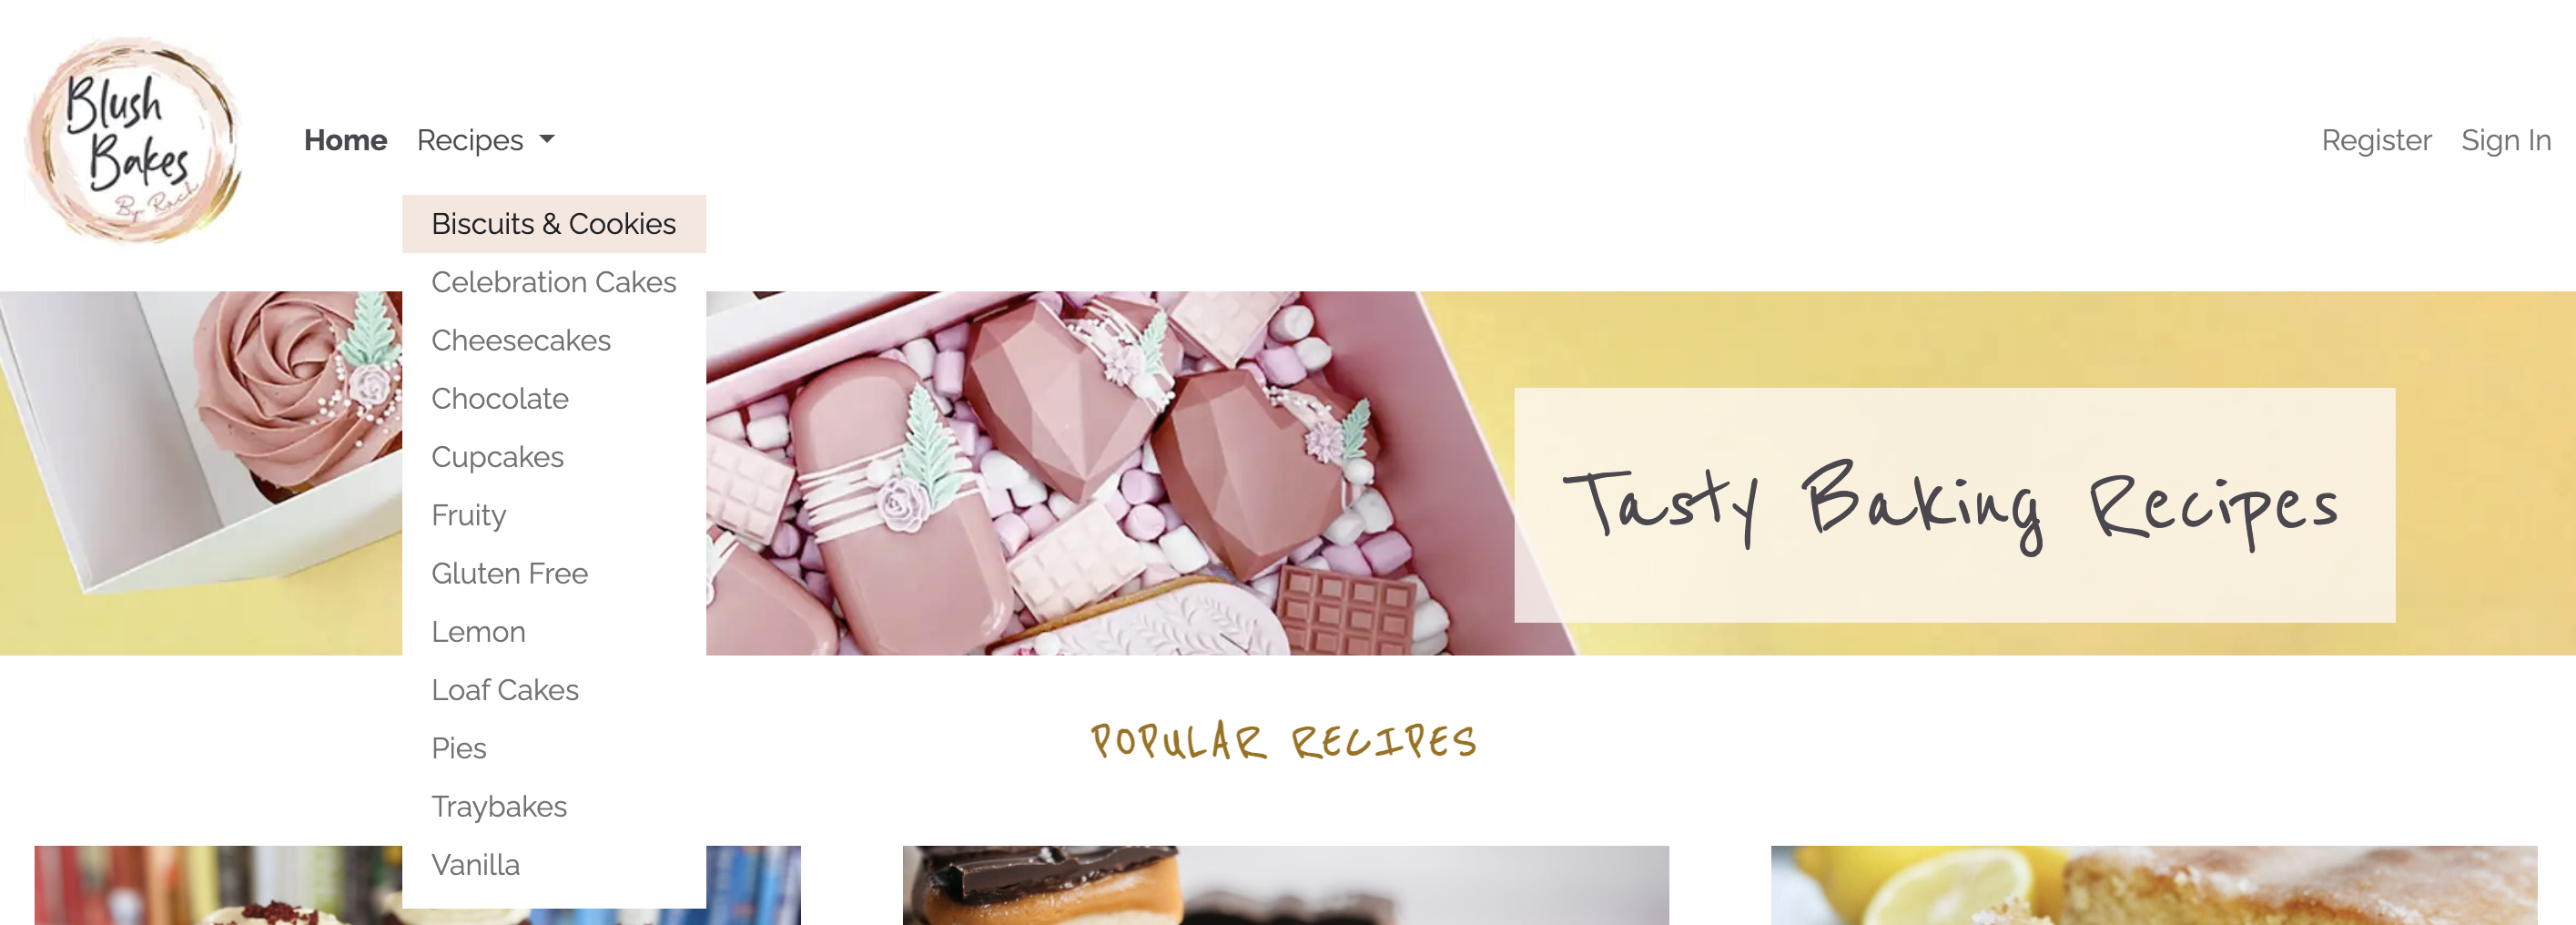 Blush
Bakes
By Rach
Home Recipes
Register Sign In
Biscuits & Cookies
Celebration Cakes
Cheesecakes
Chocolate
Cupcakes
Fruity
Gluten Free
Lemon
Loaf Cakes
Pies
Traybakes
Vanilla
Tasty Baking Recipes
POPULAR RECIPES